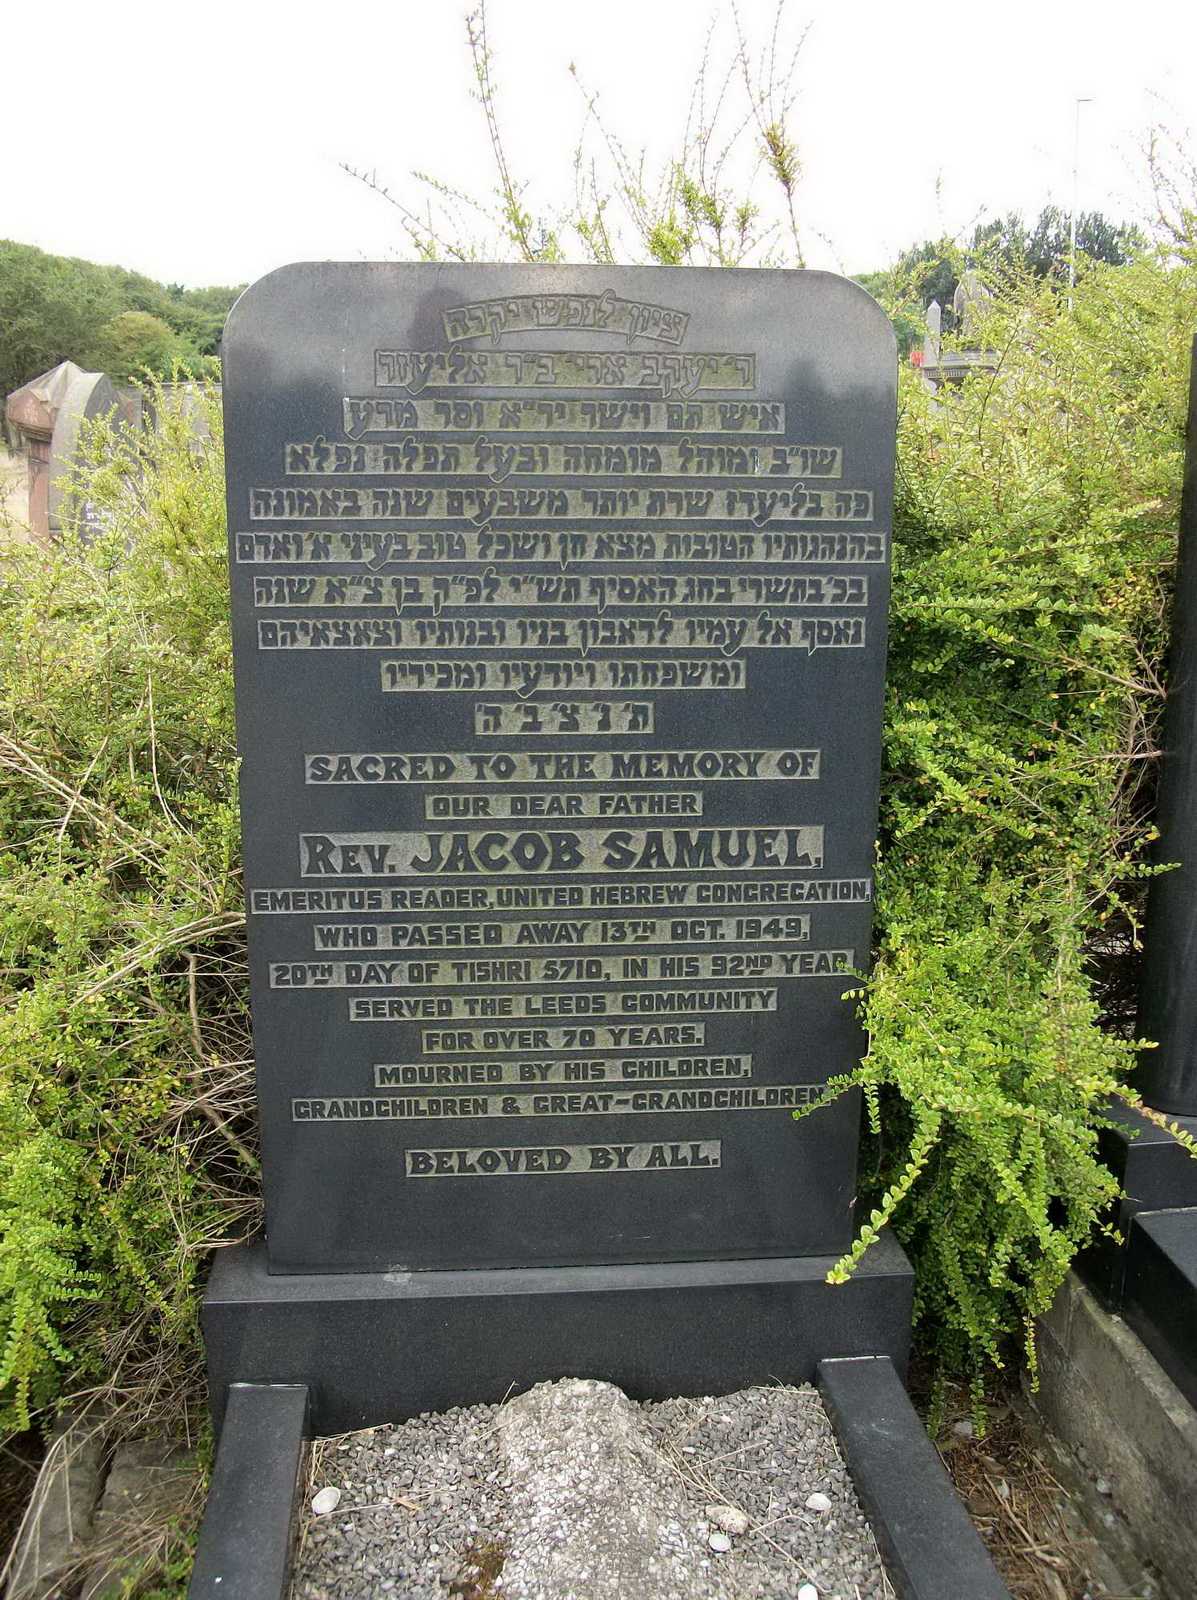 ציון לנפש יקרה
ר' יעקב ארי' ב"ר אליעזר
איש תם וישר יר"א וסר מרע
שו"ב ומוהל מומחה ובעל תפלה נפלא
פה בליעדז שרת יותר משבעים שנה באמונה
בהנהגותיו הטובות מצא חן ושכל טוב בעיני א' ואדם
בכ' בתשרי בחג האסיף תש"י לפ"ק בן צ"א שנה
נאסף אל עמיו לדאבון בניו ובנותיו וצאצאיהם
ומשפחתו ויודעיו ומכיריו
ת' נ' צ' ב' ה'
SACRED TO THE MEMORY OF
OUR DEAR FATHER
REV. JACOB SAMUEL,
EMERITUS READER, UNITED HEBREW CONGREGATION,
WHO PASSED AWAY 13TH OCT. 1949,
20TH DAY OF TISHRI 5710, IN HIS 92ND YEAR
SERVED THE LEEDS COMMUNITY
FOR OVER 70 YEARS.
MOURNED BY HIS CHILDREN,
GRANDCHILDREN & GREAT-GRANDCHILDREN
BELOVED BY ALL.